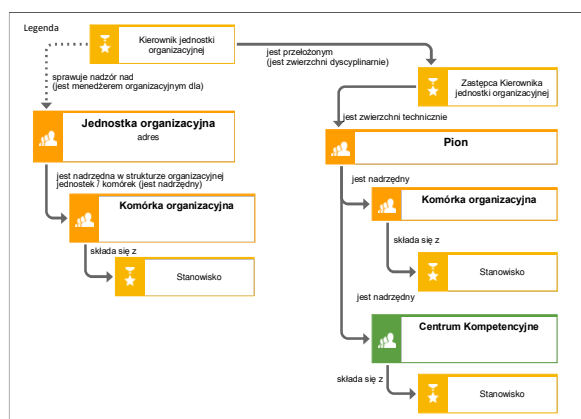 Legenda
Kierownik jednostki
organizacyjnej
jest przełożonym
(jest zwierzchni dyscyplinarnie)
sprawuje nadzór nad
(jest menedżerem organizacyjnym dla)
Zastępca Kierownika
jednostki organizacyjnej
jest zwierzchni technicznie
Jednostka organizacyjna
adres
Pion
jest nadrzędna w strukturze organizacyjnej
jednostek / komórek (jest nadrzędny)
jest nadrzędny
Komórka organizacyjna
Komórka organizacyjna
składa się z
składa się z
Stanowisko
Stanowisko
jest nadrzędny
Centrum Kompetencyjne
składa się z
Stanowisko